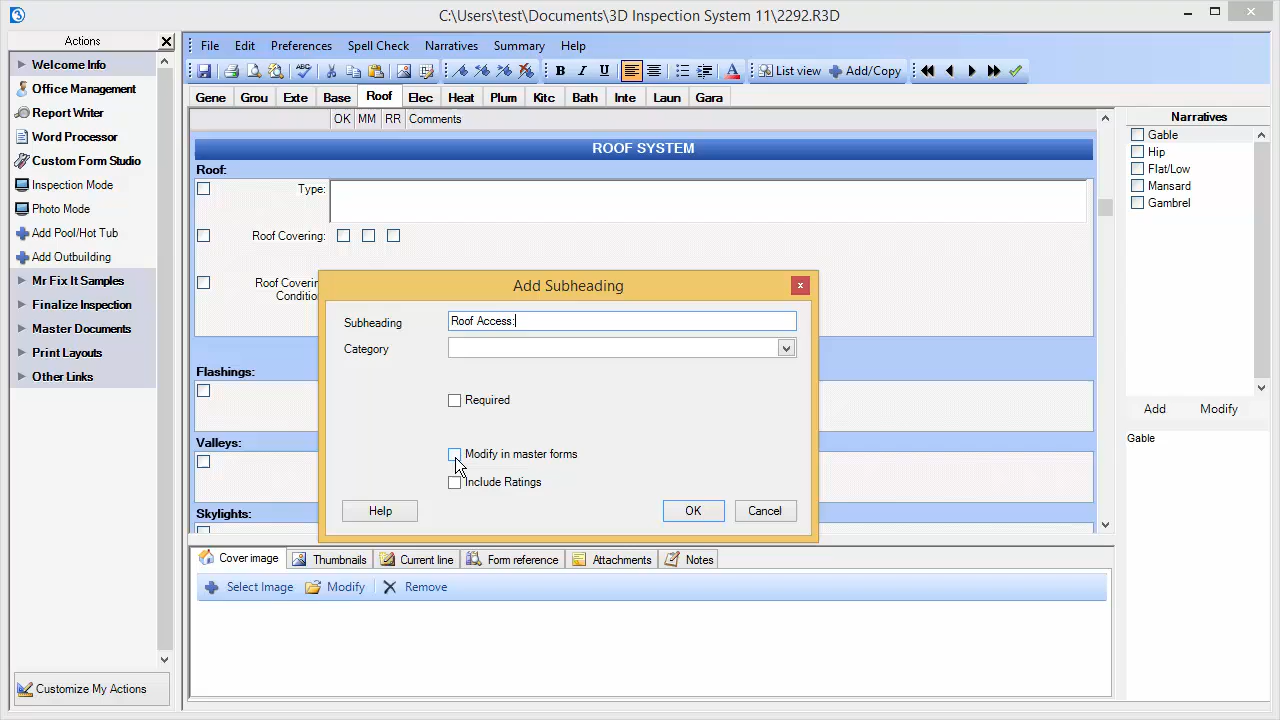 C:\Users\test\Documents\3D Inspection System 11\2292.R3D
Actions
Welcome Info
Office Management
Report Writer
Word Processor
Custom Form Studio
Inspection Mode
Photo Mode
Add Pool/Hot Tub
Add Outbuilding
Mr Fix It Samples
Finalize Inspection
Master Documents
Print Layouts
Other Links
Customize My Actions
File Edit Preferences Spell Check Narratives Summary Help
B I U List view Add/Copy
Gene Grou Exte Base Roof Elec Heat Plum Kitc Bath Inte Laun Gara
OK MM RR Comments
ROOF SYSTEM
Roof:
Type:
Roof Covering:
Roof Coverin
Conditio
Flashings:
Valleys:
Skylights:
Add Subheading
Subheading Roof Access:
Category
Required
Modify in master forms
Include Ratings
Help OK Cancel
Cover image Thumbnails Current line Form reference Attachments Notes
Select Image Modify Remove
Narratives
Gable
Hip
Flat/Low
Mansard
Gambrel
Add Modify
Gable